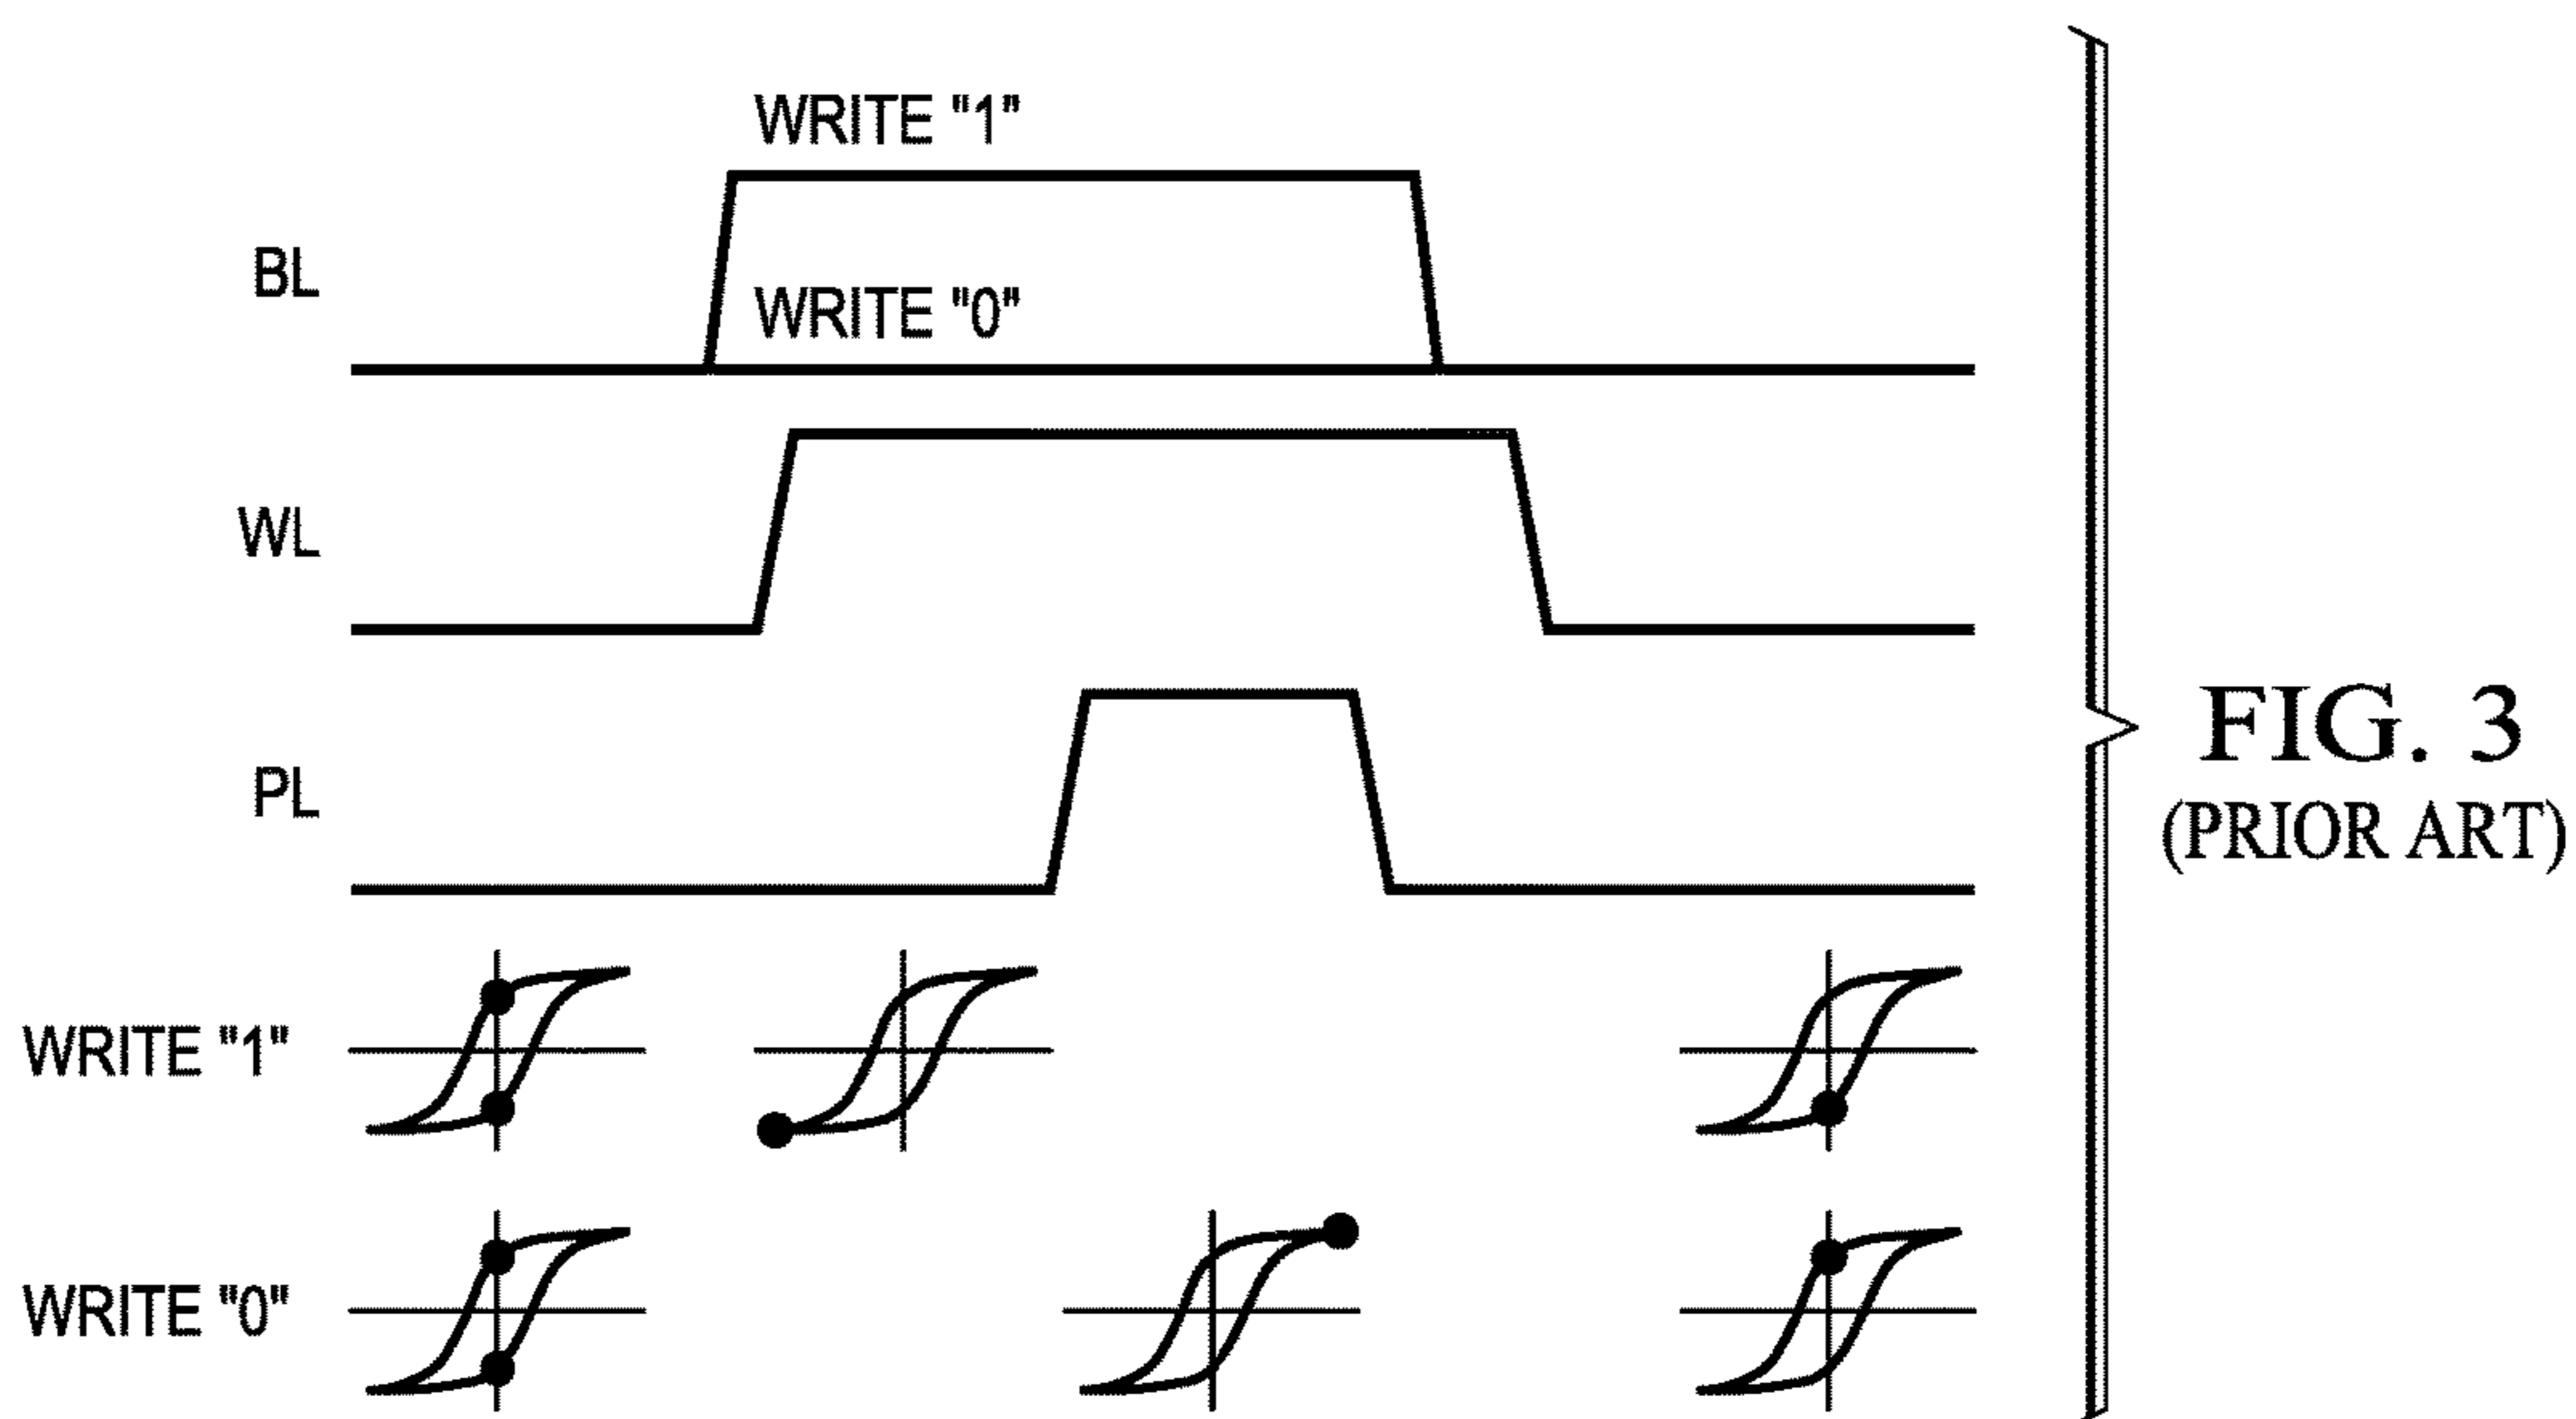 WRITE "1"
BL
WRITE "0"
WL
PL
WRITE "1"
WRITE "0"
FIG. 3
(PRIOR ART)